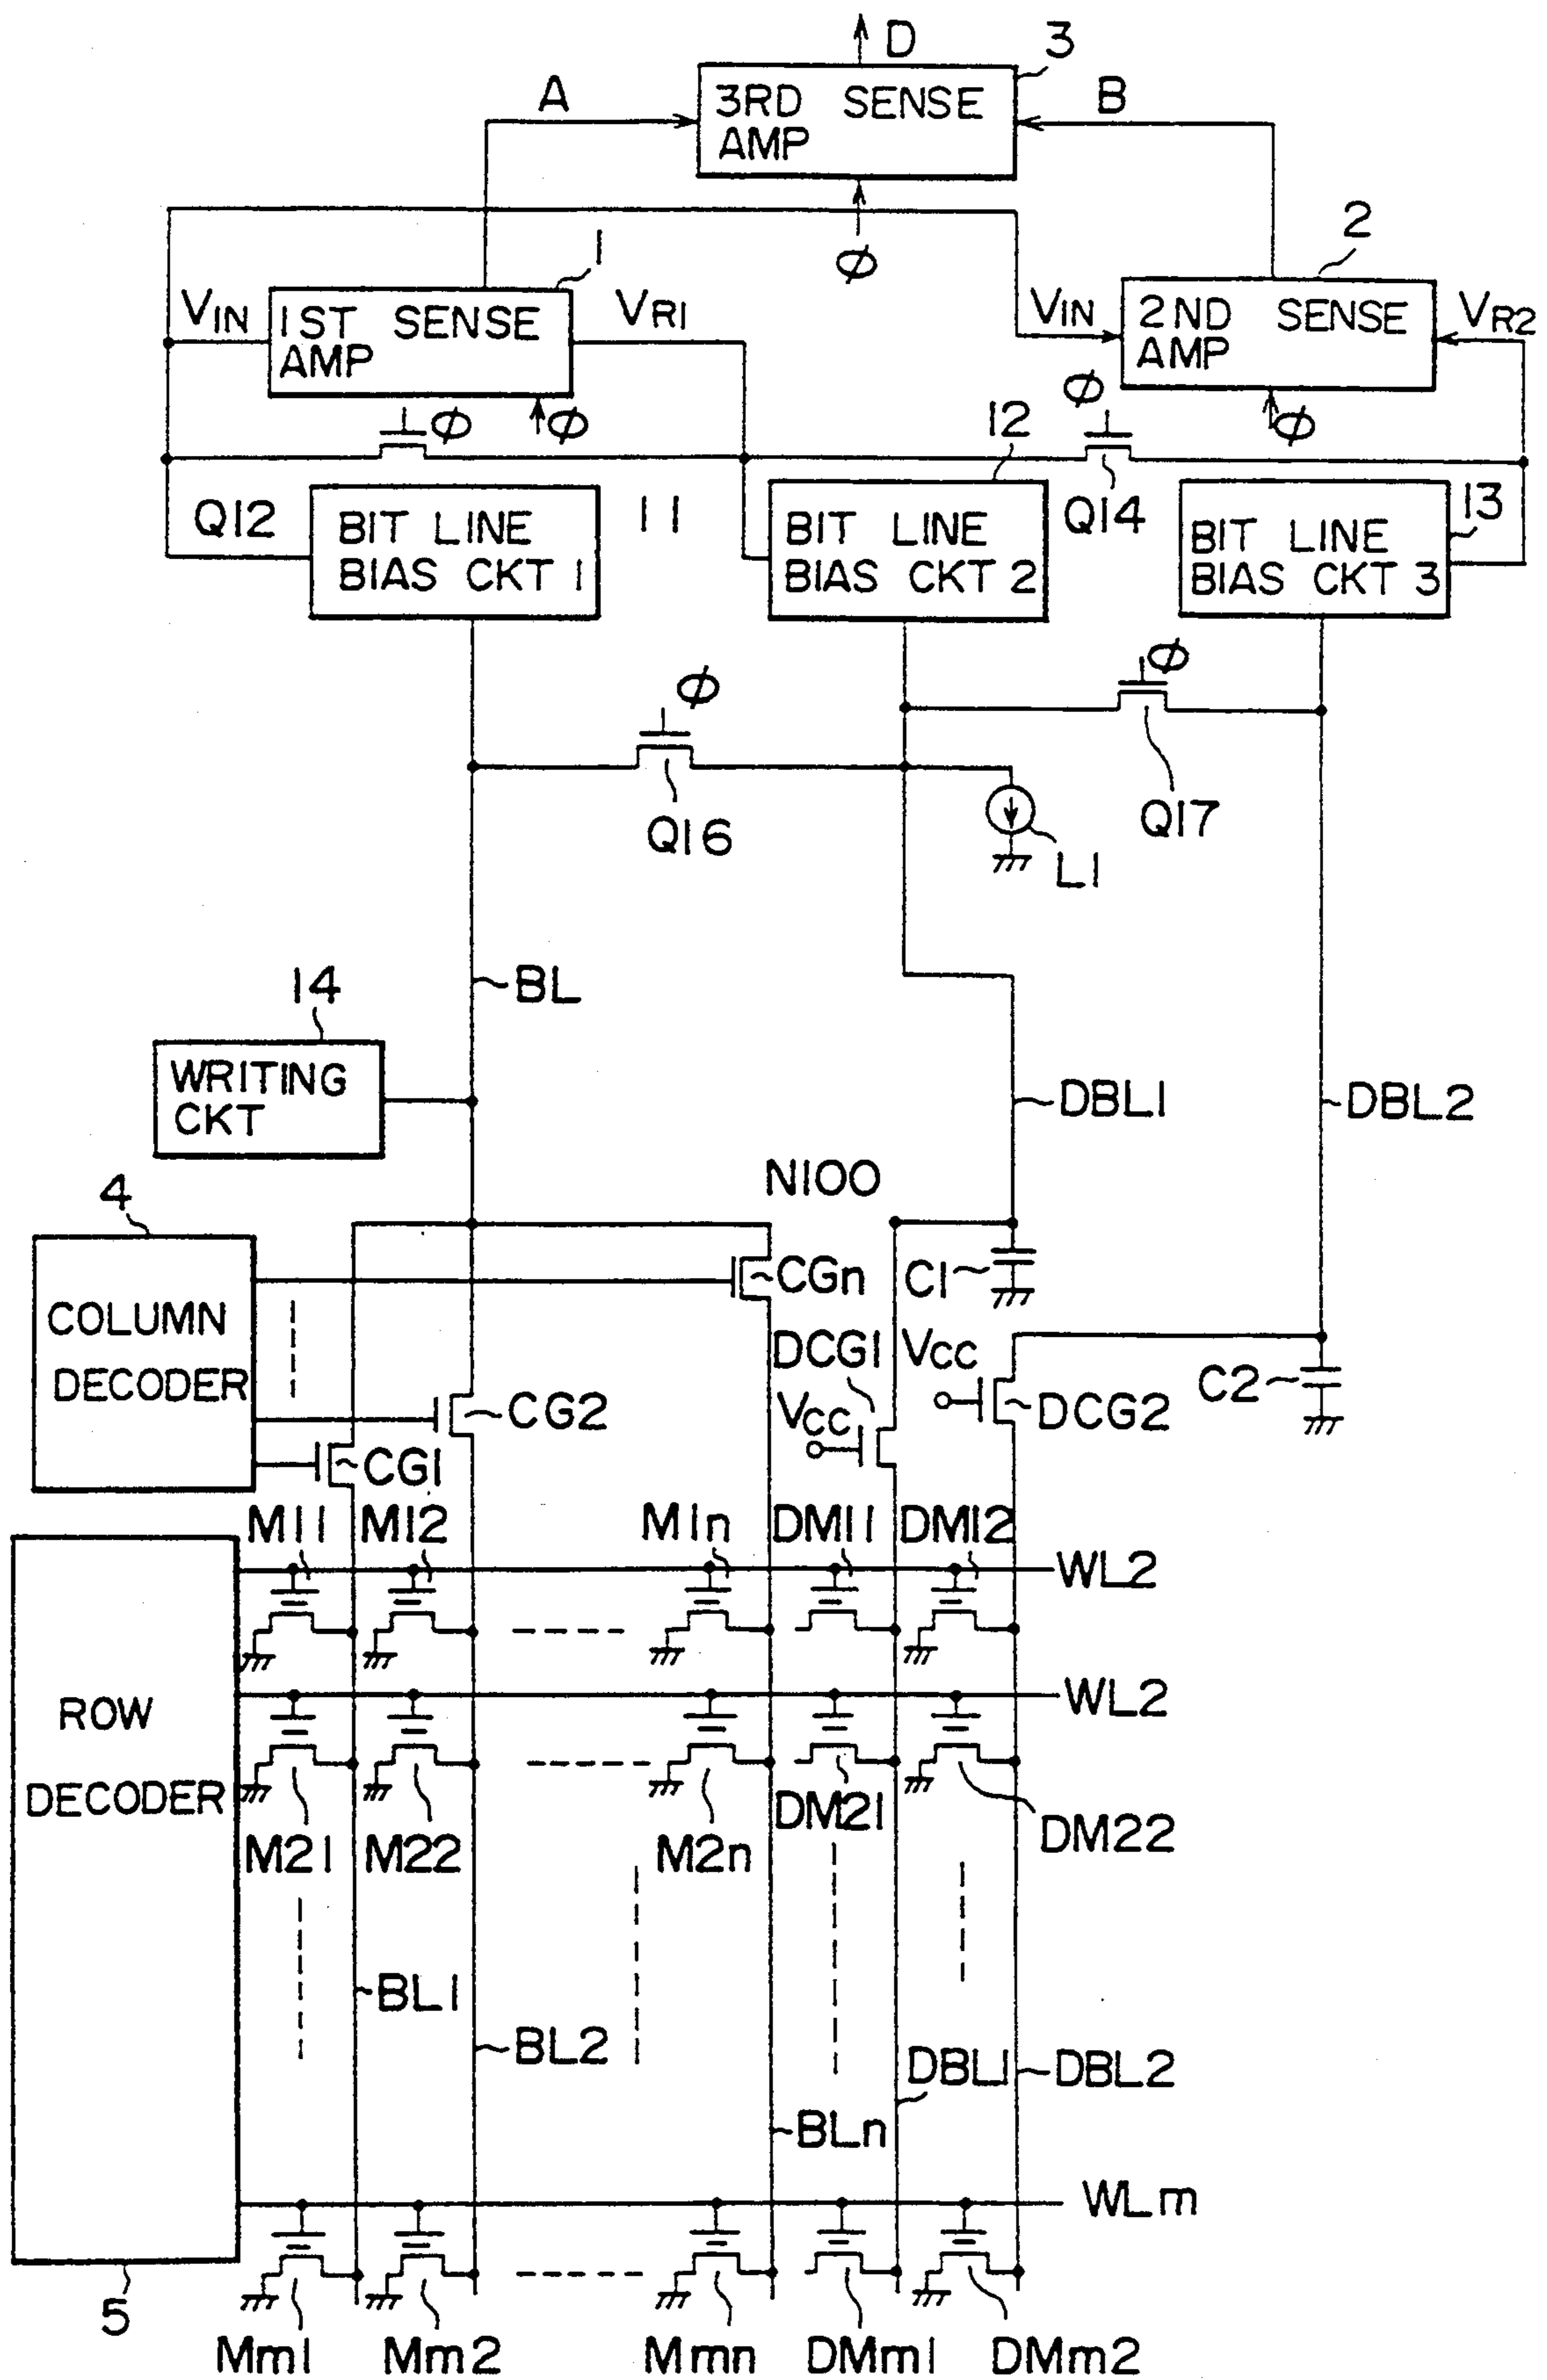 D
3
A
3RD SENSE
AMP
B
Φ
2
1
VIN
1ST SENSE
AMP
VR1
VIN
2ND SENSE
AMP
VR2
Φ
Φ
Φ
Φ
12
Q12
BIT LINE
BIAS CKT 1
11
BIT LINE
BIAS CKT 2
Q14
BIT LINE
BIAS CKT 3
13
Φ
Φ
Q16
L1
Q17
BL
14
WRITING
CKT
DBL1
DBL2
N100
4
COLUMN
DECODER
CGn
C1
DCG1
VCC
CG2
VCC
DCG2
C2
CG1
M11
M12
M1n
DM11
DM12
WL2
ROW
DECODER
WL2
M21
M22
M2n
DM21
DM22
BL1
BL2
DBL1
DBL2
BLn
WLm
5
Mm1
Mm2
Mmn
DMm1
DMm2